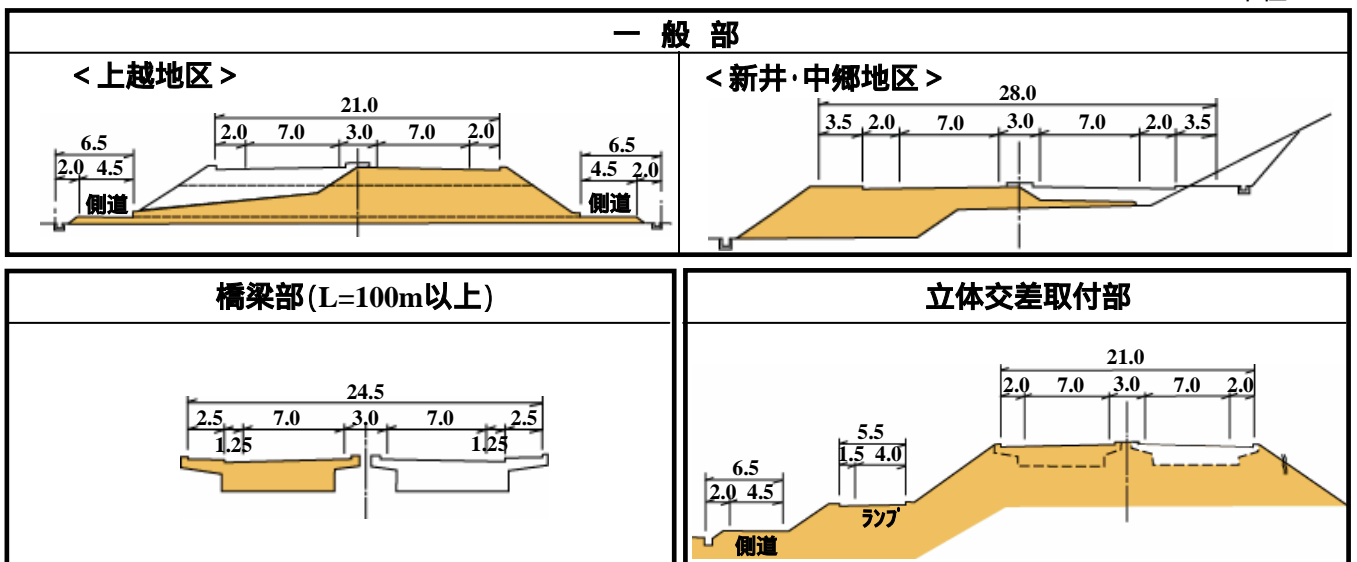 一般部
<上越地区>
21.0
2.0 7.0 3.0 7.0 2.0
6.5 6.5
2.0 4.5 4.5 2.0
側道 側道
<新井・中郷地区>
28.0
3.5 2.0 7.0 3.0 7.0 2.0 3.5
橋梁部(L=100m以上)
24.5
2.5 7.0 3.0 7.0 2.5
1.25 1.25
立体交差取付部
21.0
2.0 7.0 3.0 7.0 2.0
5.5
1.5 4.0
6.5
2.0 4.5
ランプ
側道